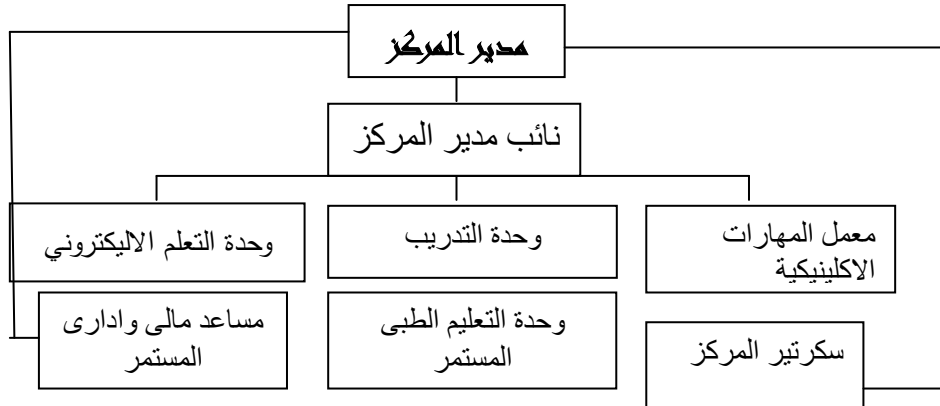 مدير المركز
نائب مدير المركز
معمل المهارات
الاكلينيكية
وحدة التدريب
وحدة التعلم الاليكتروني
سكرتير المركز
وحدة التعليم الطبى
المستمر
مساعد مالى وادارى
المستمر